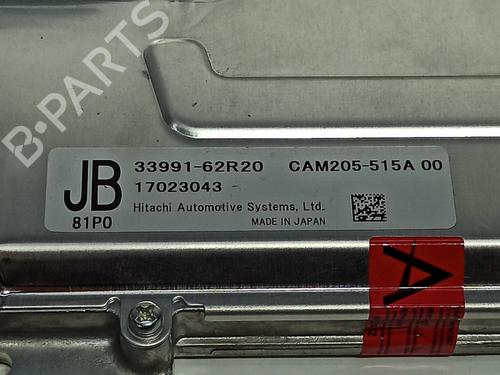 B-PARTS
JB
81P0
33991-62R20 CAM205-515A 00
17023043
Hitachi Automotive Systems, Ltd.
MADE IN JAPAN
A